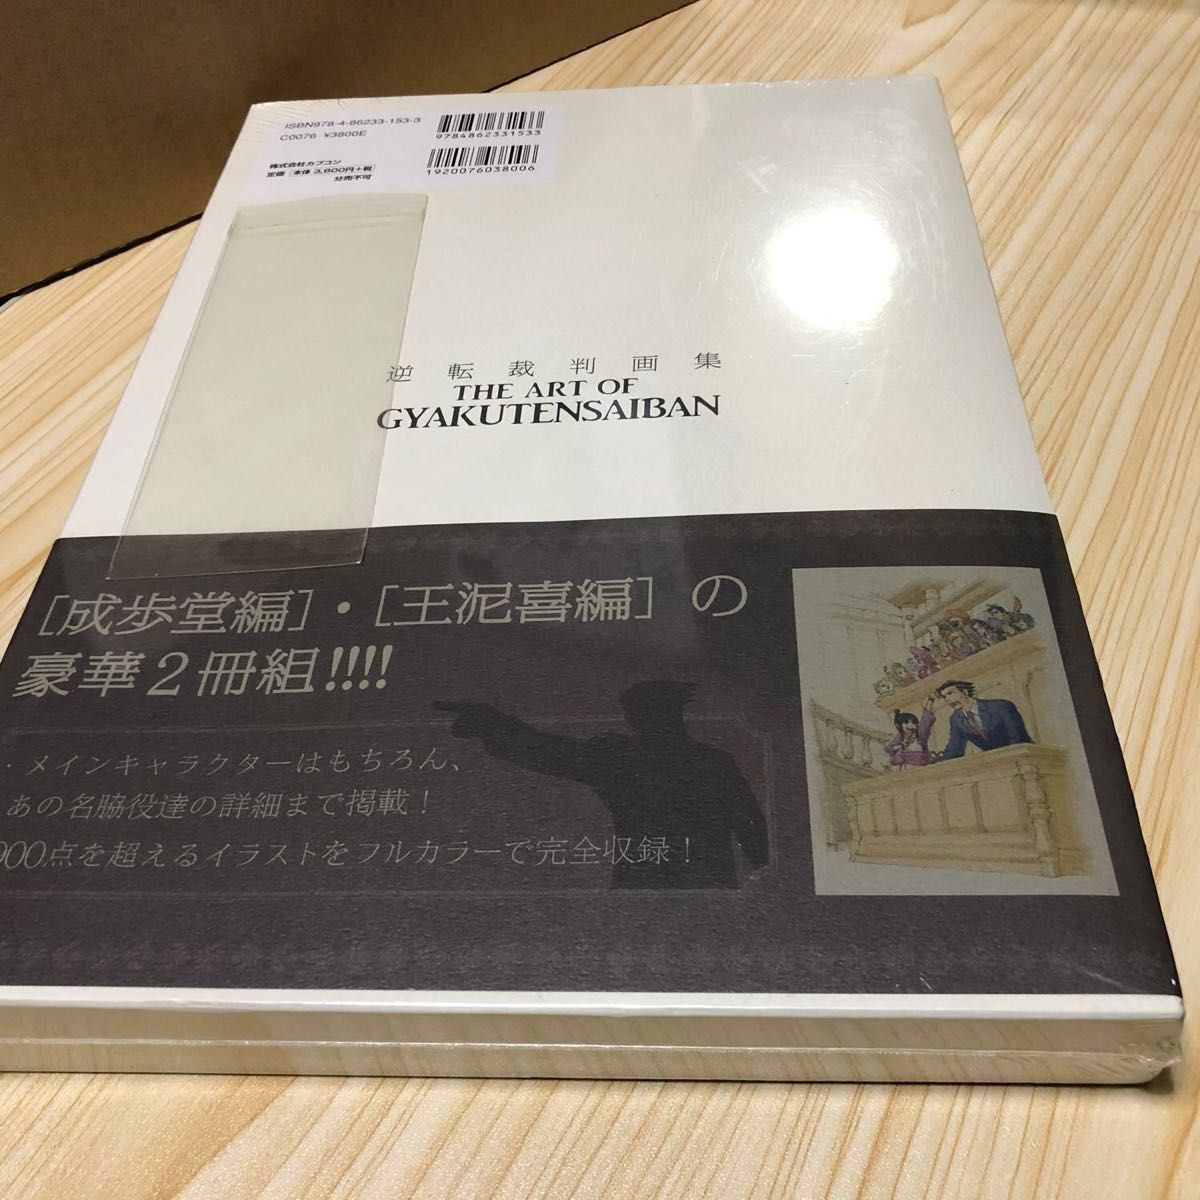 ISBN978-4-86233-153-3
C0076 ¥3800E
9784862331533
株式会社カプコン
定価 [本体 3,800円+税]
分売不可
1920076038006
逆転裁判画集
THE ART OF
GYAKUTENSAIBAN
[成歩堂編]・[王泥喜編]の
豪華2冊組!!!!
・メインキャラクターはもちろん、
あの名脇役達の詳細まで掲載!
900点を超えるイラストをフルカラーで完全収録!